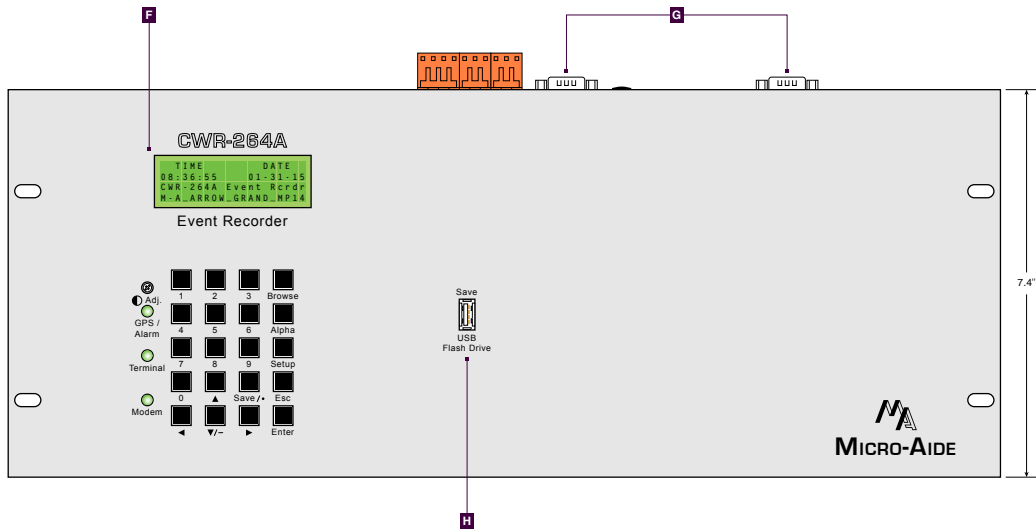 F
G
CWR-264A
TIME DATE
08:36:55 01-31-15
CWR-264A Event Rcrdr
M-A_ARROW_GRAND_MP14
Event Recorder
7.4"
Adj.
1 2 3 Browse
GPS /
Alarm
4 5 6 Alpha
Terminal
7 8 9 Setup
Modem
0 ▲ Save/• Esc
◄ ▼/– ► Enter
Save
USB
Flash Drive
MICRO-AIDE
H